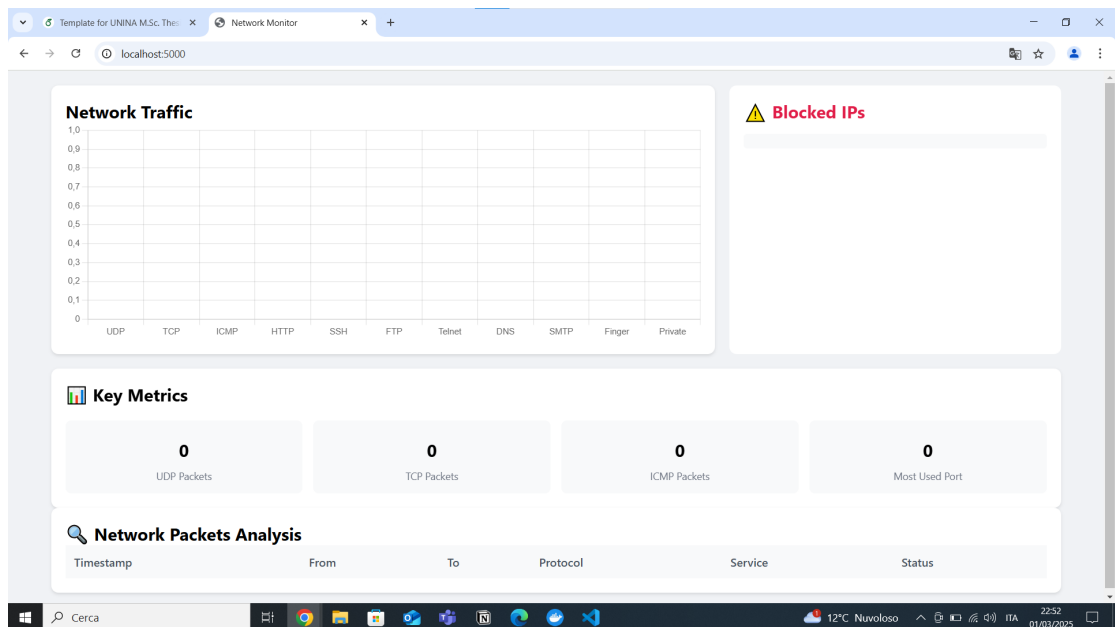 Template for UNINA M.Sc. Thes
Network Monitor
localhost:5000
Network Traffic
1,0
0,9
0,8
0,7
0,6
0,5
0,4
0,3
0,2
0,1
0
UDP TCP ICMP HTTP SSH FTP Telnet DNS SMTP Finger Private
Blocked IPs
Key Metrics
0 0 0 0
UDP Packets TCP Packets ICMP Packets Most Used Port
Network Packets Analysis
Timestamp From To Protocol Service Status
Cerca
12°C Nuvoloso
ITA
22:52
01/03/2025